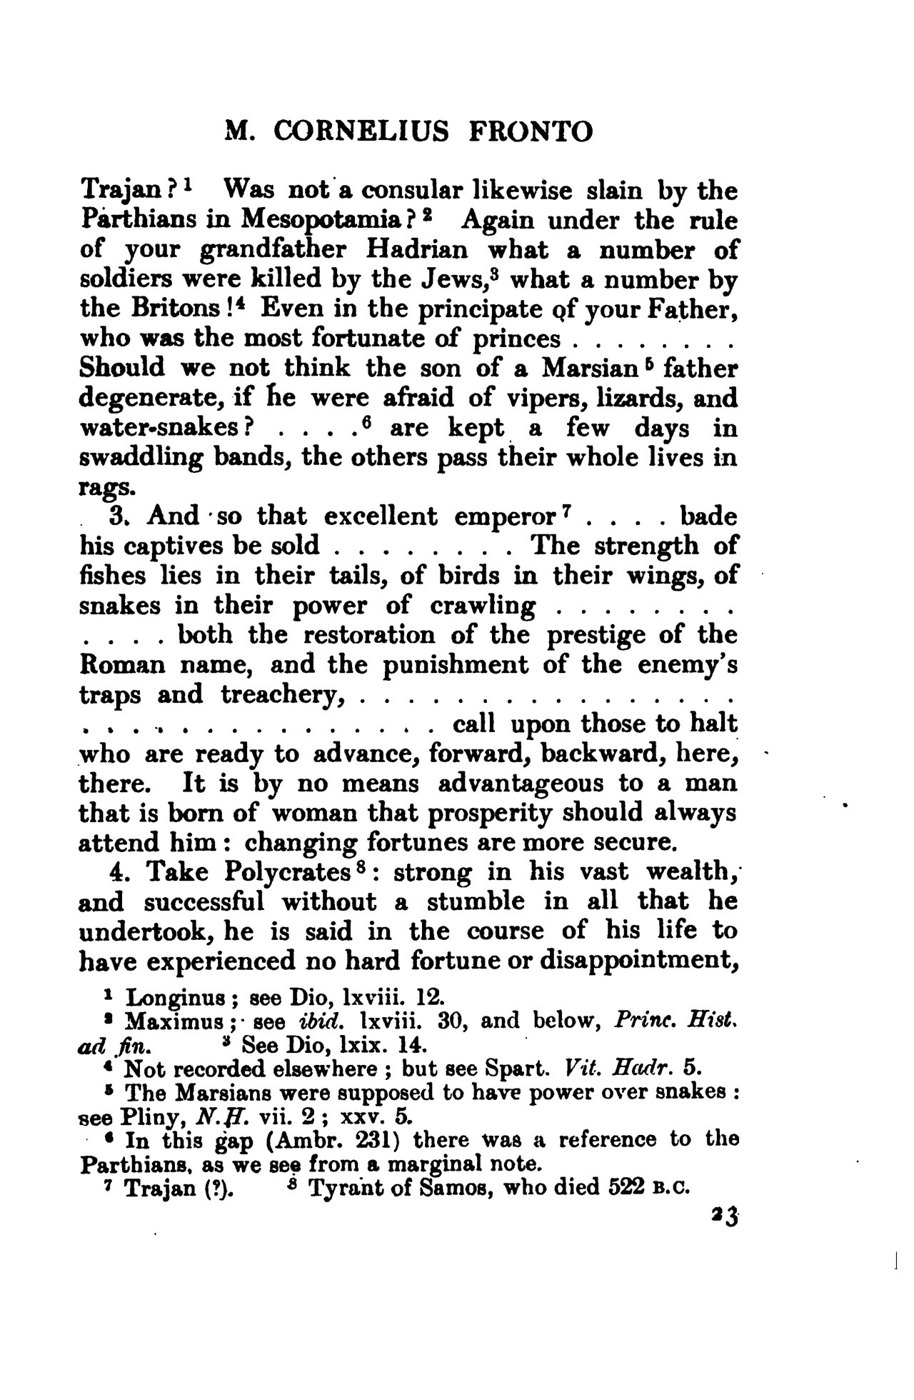 M. CORNELIUS FRONTO
Trajan?¹ Was not a consular likewise slain by the
Parthians in Mesopotamia?² Again under the rule
of your grandfather Hadrian what a number of
soldiers were killed by the Jews,³ what a number by
the Britons!⁴ Even in the principate of your Father,
who was the most fortunate of princes . . . . . . .
Should we not think the son of a Marsian⁵ father
degenerate, if he were afraid of vipers, lizards, and
water-snakes? . . . .⁶ are kept a few days in
swaddling bands, the others pass their whole lives in
rags.
3. And so that excellent emperor⁷ . . . . bade
his captives be sold . . . . . . . . The strength of
fishes lies in their tails, of birds in their wings, of
snakes in their power of crawling . . . . . . . .
. . . . both the restoration of the prestige of the
Roman name, and the punishment of the enemy's
traps and treachery, . . . . . . . . . . . . . . . .
. . . . . . . . . . . . . . . call upon those to halt
who are ready to advance, forward, backward, here,
there. It is by no means advantageous to a man
that is born of woman that prosperity should always
attend him: changing fortunes are more secure.
4. Take Polycrates⁸: strong in his vast wealth,
and successful without a stumble in all that he
undertook, he is said in the course of his life to
have experienced no hard fortune or disappointment,
¹ Longinus; see Dio, lxviii. 12.
² Maximus; see ibid. lxviii. 30, and below, Princ. Hist.
ad fin. ³ See Dio, lxix. 14.
⁴ Not recorded elsewhere; but see Spart. Vit. Hadr. 5.
⁵ The Marsians were supposed to have power over snakes:
see Pliny, N.H. vii. 2; xxv. 5.
⁶ In this gap (Ambr. 231) there was a reference to the
Parthians, as we see from a marginal note.
⁷ Trajan (?). ⁸ Tyrant of Samos, who died 522 B.C.
23